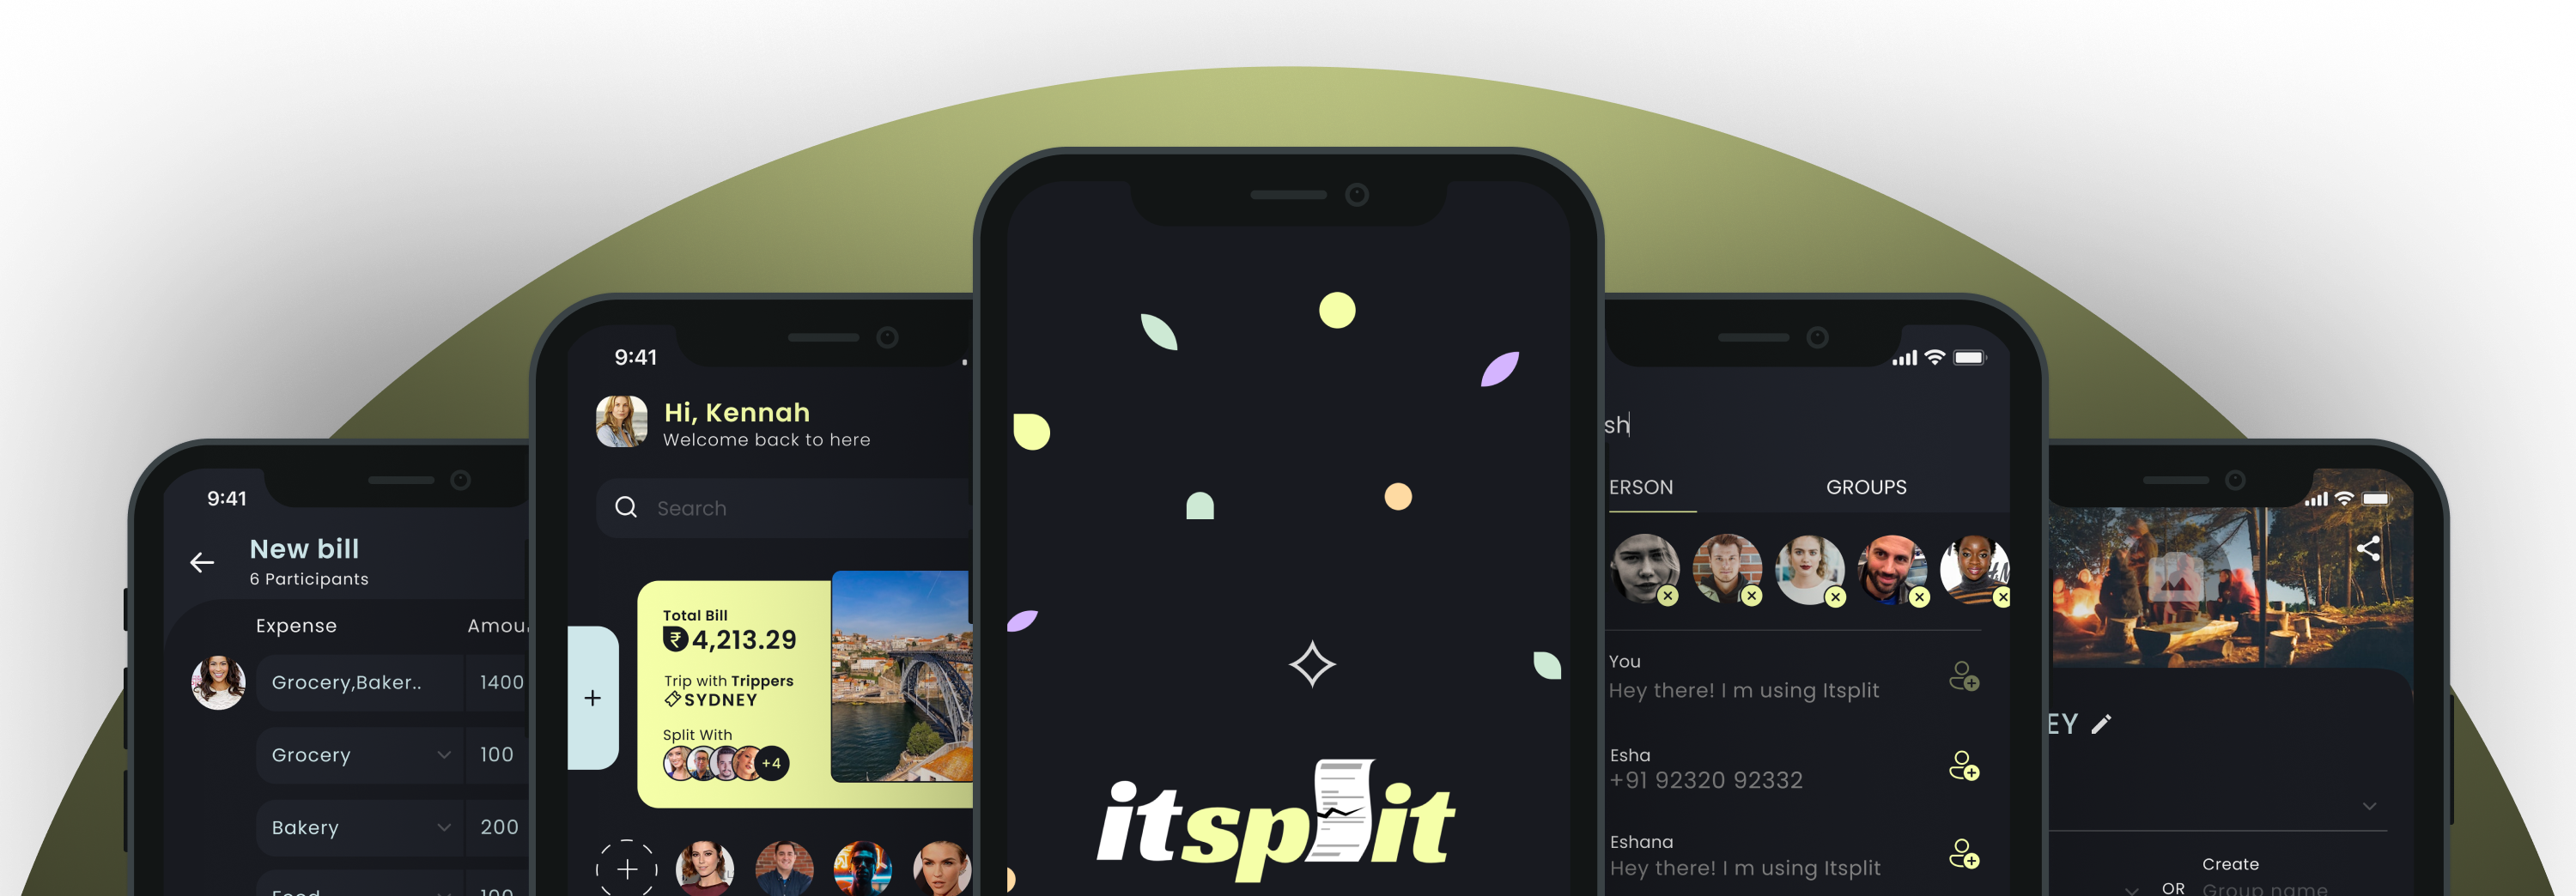 9:41
New bill
6 Participants
Expense
Grocery,Baker.. 1400
Grocery 100
Bakery 200
9:41
Hi, Kennah
Welcome back to here
Search
+
Total Bill
₹ 4,213.29
Trip with Trippers
SYDNEY
Split With
+4
itsplit
sh
ERSON GROUPS
You
Hey there! I m using Itsplit
Esha
+91 92320 92332
Eshana
Hey there! I m using Itsplit
EY
Create
OR Group name